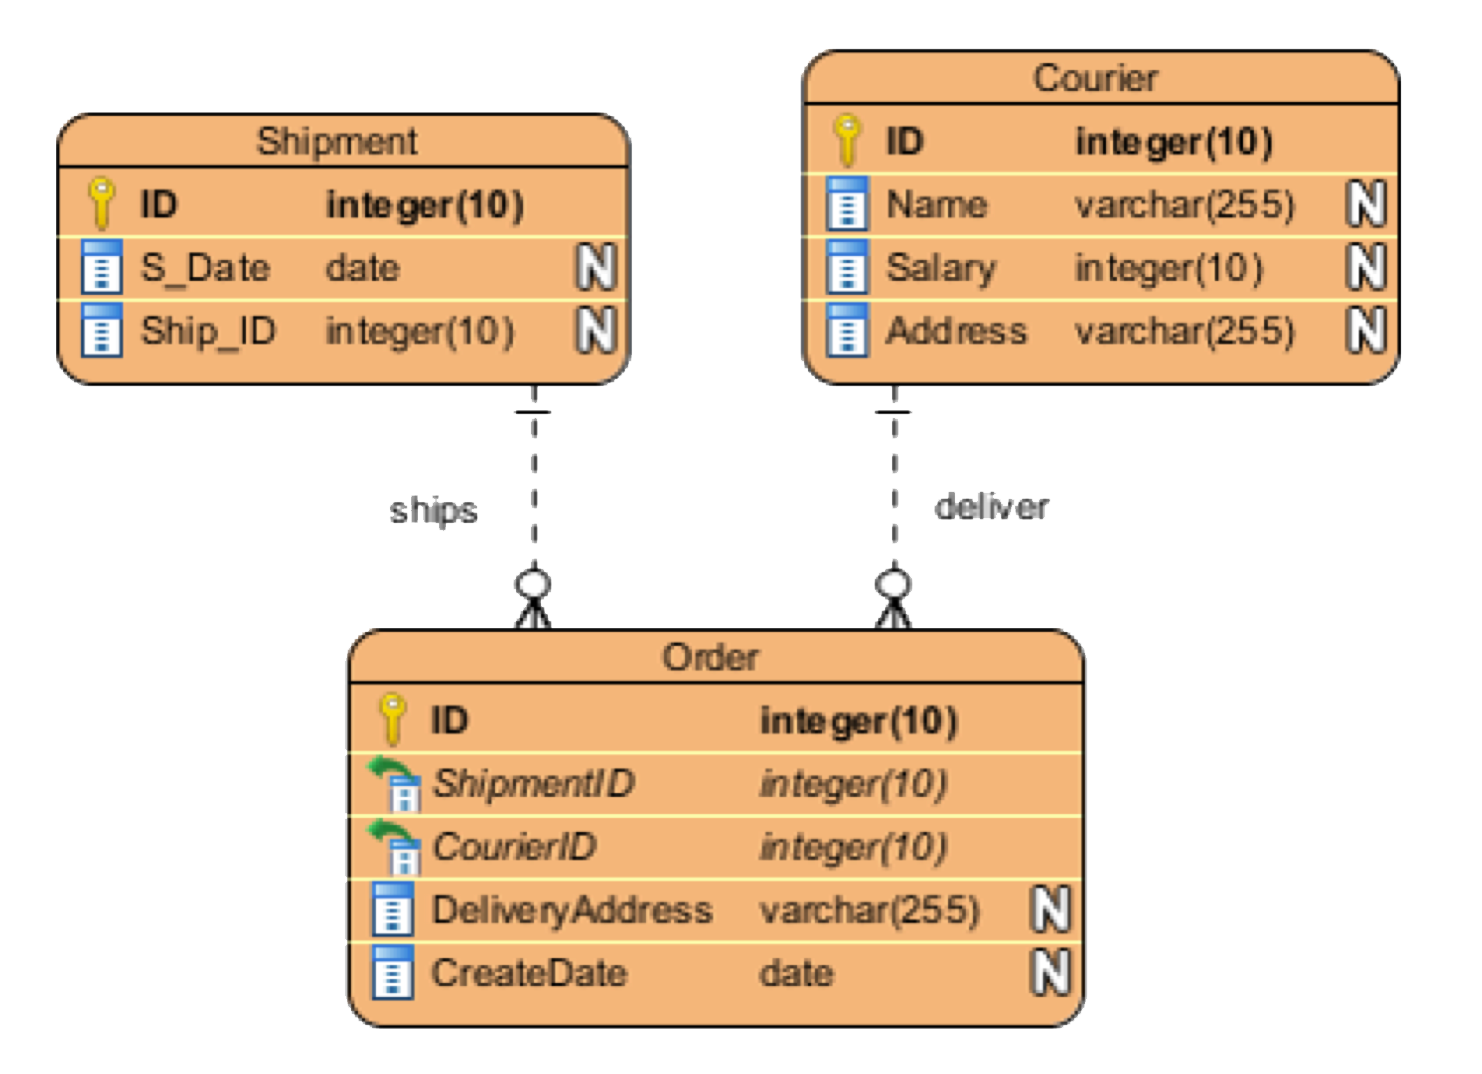 Shipment
ID integer(10)
S_Date date N
Ship_ID integer(10) N
Courier
ID integer(10)
Name varchar(255) N
Salary integer(10) N
Address varchar(255) N
ships
deliver
Order
ID integer(10)
ShipmentID integer(10)
CourierID integer(10)
DeliveryAddress varchar(255) N
CreateDate date N